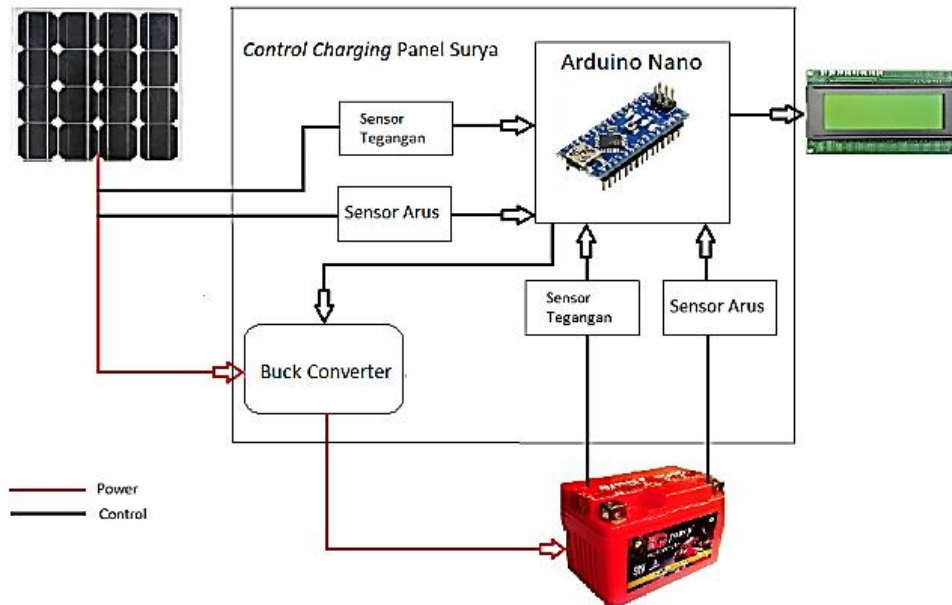 Control Charging Panel Surya
Arduino Nano
Sensor
Tegangan
Sensor Arus
Sensor
Tegangan
Sensor Arus
Buck Converter
Power
Control